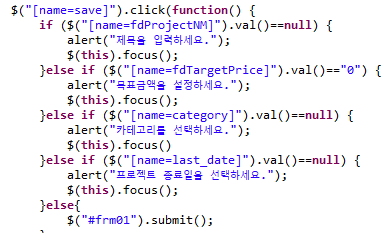 $("[name=save]").click(function() {
if ($("[name=fdProjectNM]").val()==null) {
alert("제목을 입력하세요.");
$(this).focus();
}else if ($("[name=fdTargetPrice]").val()=="0") {
alert("목표금액을 설정하세요.");
$(this).focus();
}else if ($("[name=category]").val()==null) {
alert("카테고리를 선택하세요.");
$(this).focus()
}else if ($("[name=last_date]").val()==null) {
alert("프로젝트 종료일을 선택하세요.");
$(this).focus();
}else{
$("#frm01").submit();